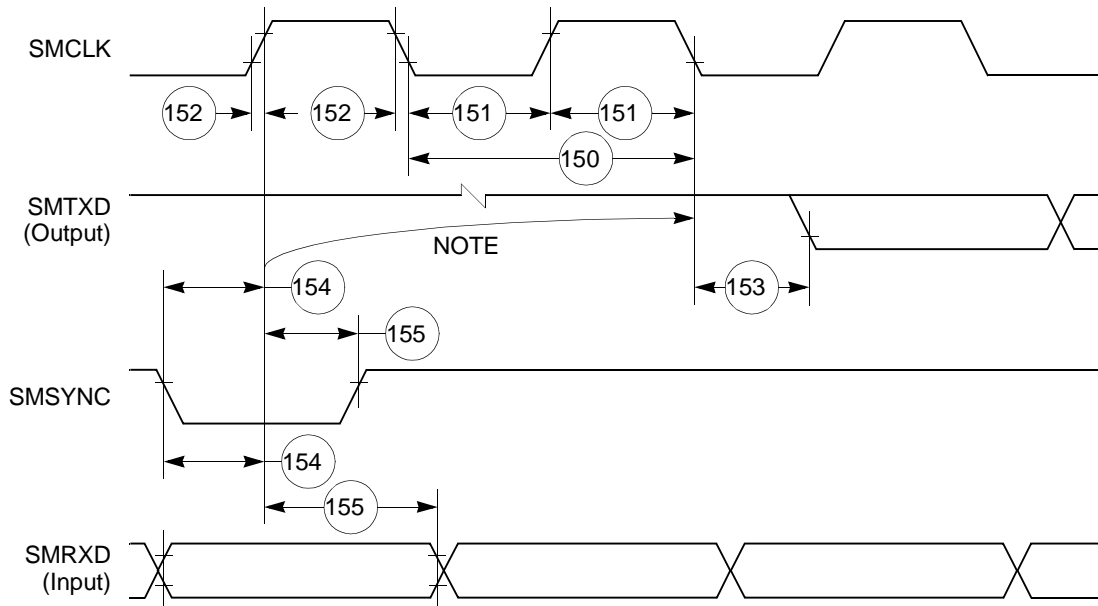 SMCLK
152
152
151
151
150
SMTXD
(Output)
NOTE
154
153
155
SMSYNC
154
155
SMRXD
(Input)